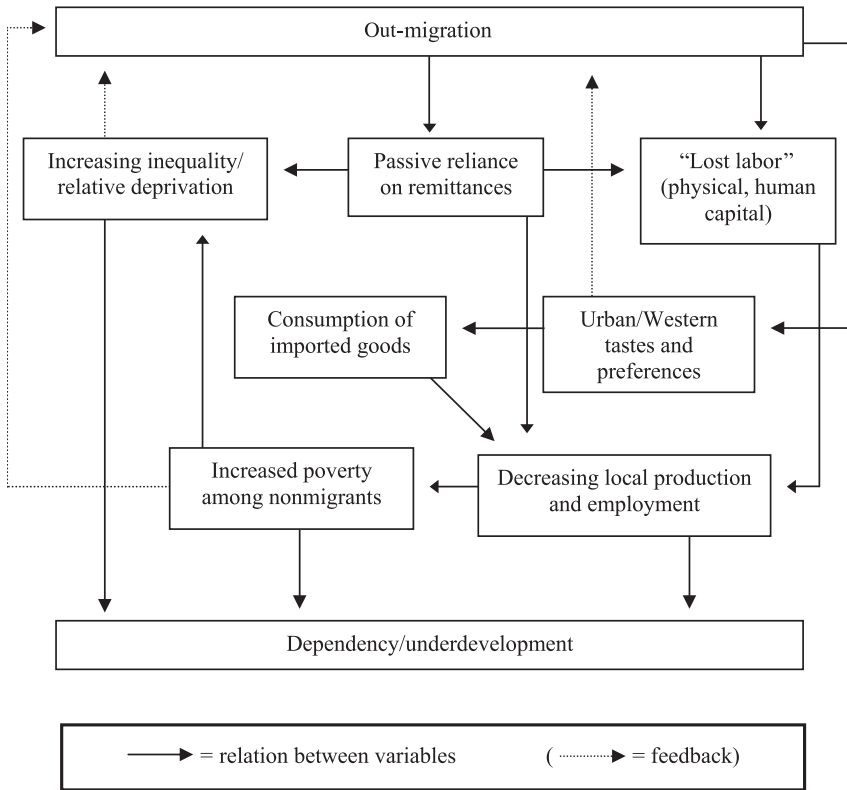 Out-migration
Increasing inequality/
relative deprivation
Passive reliance
on remittances
“Lost labor”
(physical, human
capital)
Consumption of
imported goods
Urban/Western
tastes and
preferences
Increased poverty
among nonmigrants
Decreasing local production
and employment
Dependency/underdevelopment
= relation between variables
( = feedback)